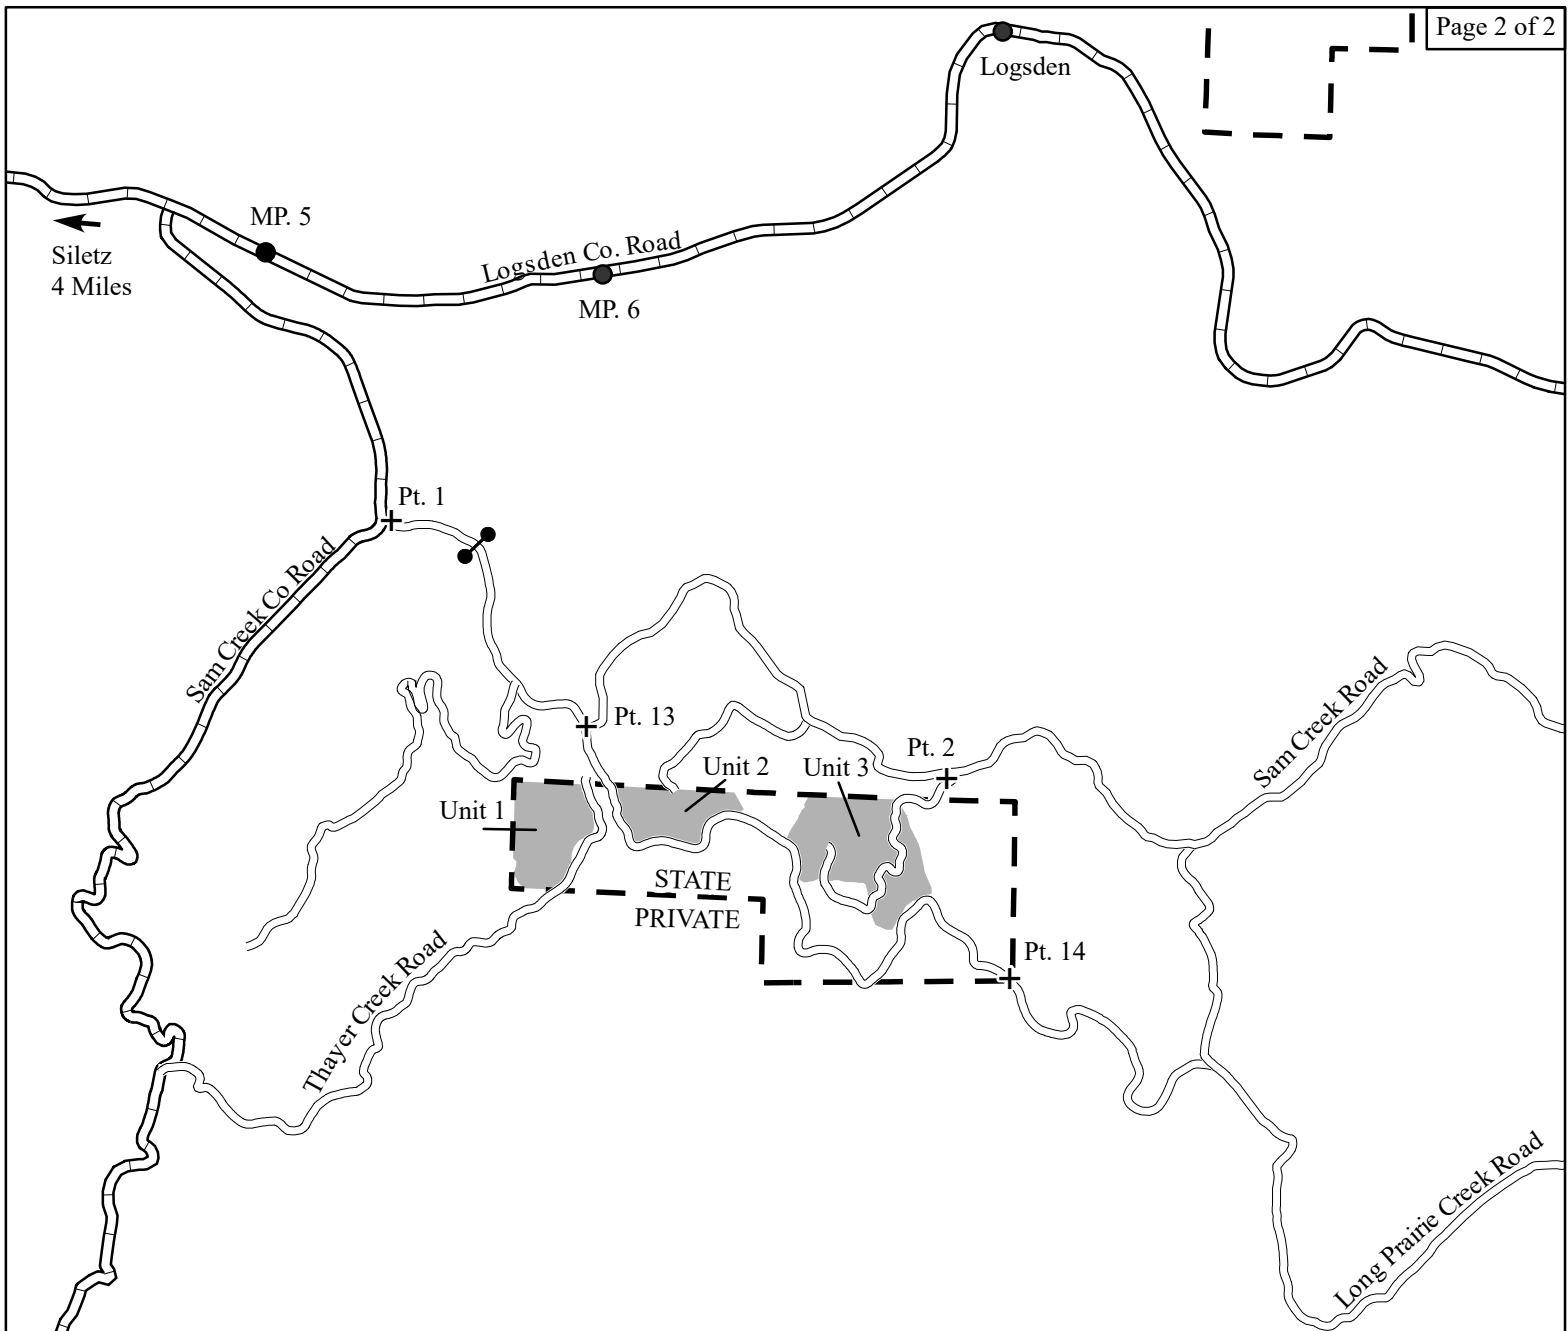 Page 2 of 2
Logsden
MP. 5
Logsden Co. Road
Siletz
4 Miles
MP. 6
Pt. 1
Sam Creek Co Road
Sam Creek Road
Pt. 13
Pt. 2
Unit 2
Unit 3
Unit 1
STATE
PRIVATE
Pt. 14
Thayer Creek Road
Long Prairie Creek Road